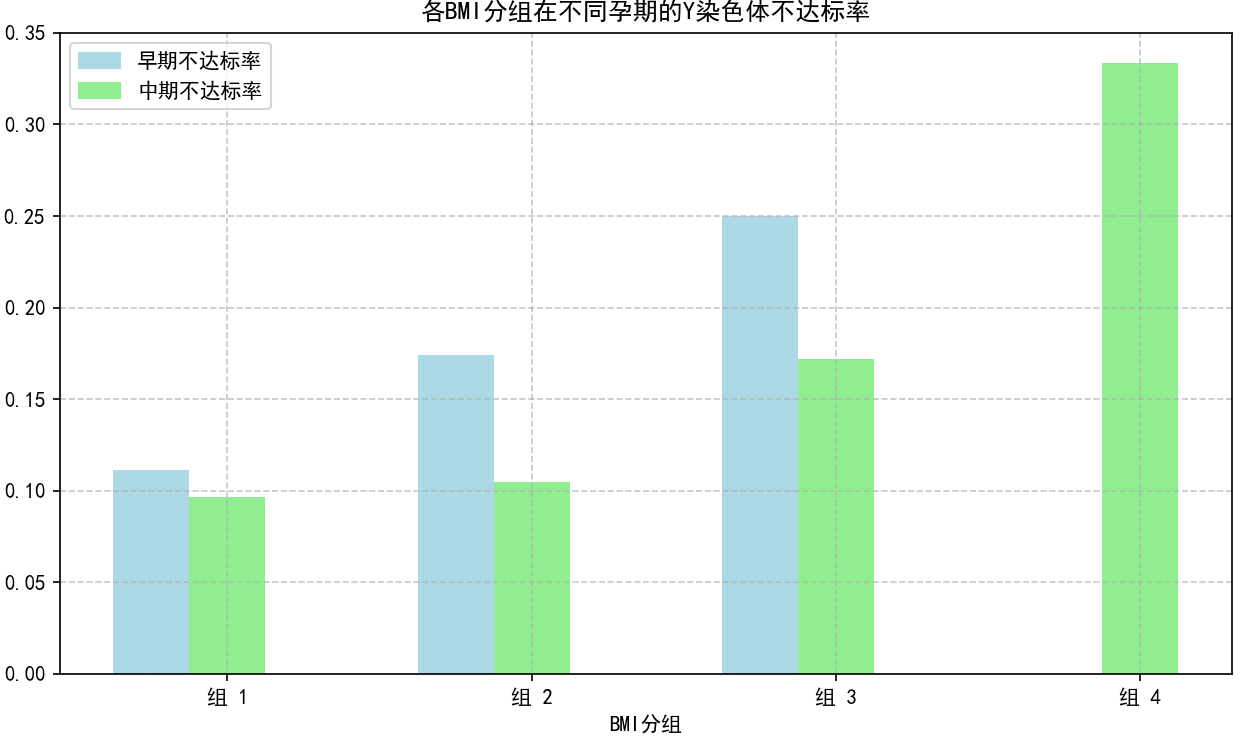 各BMI分组在不同孕期的Y染色体不达标率
早期不达标率
中期不达标率
0.35
0.30
0.25
0.20
0.15
0.10
0.05
0.00
组 1
组 2
组 3
组 4
BMI分组